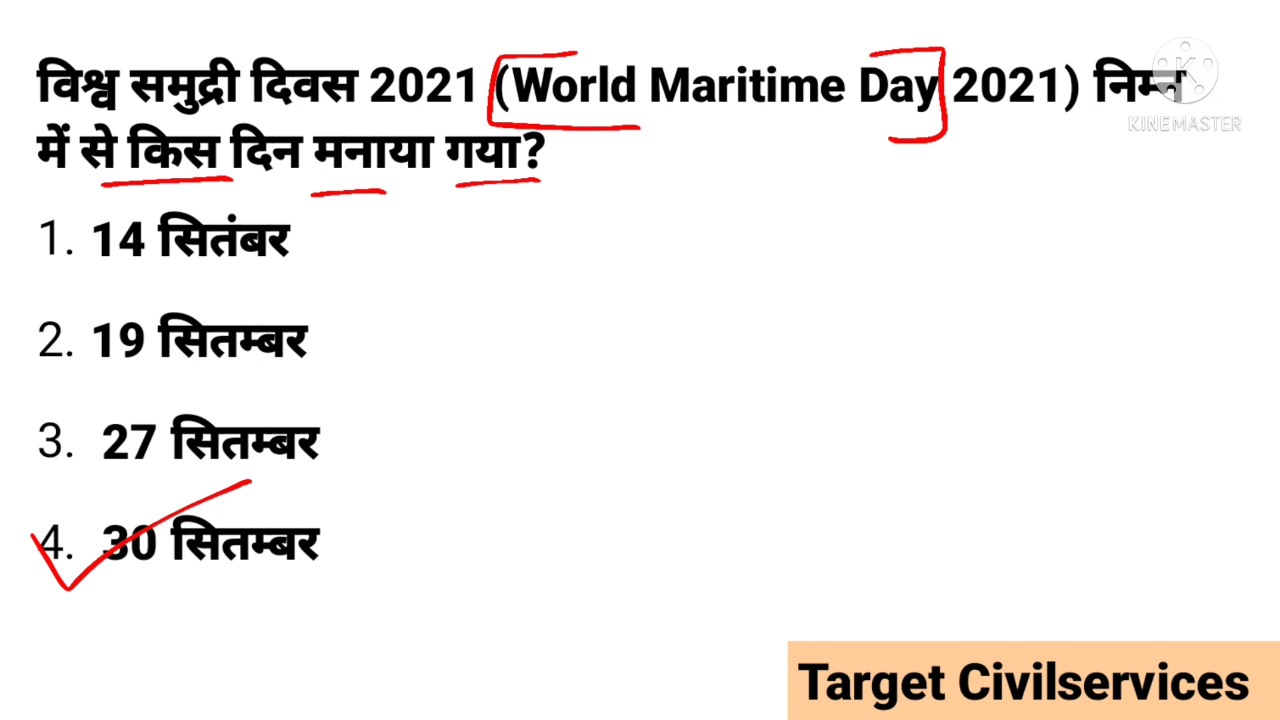 विश्व समुद्री दिवस 2021 (World Maritime Day 2021) निम्न
में से किस दिन मनाया गया?
1. 14 सितंबर
2. 19 सितम्बर
3. 27 सितम्बर
4. 30 सितम्बर
K
KINEMASTER
Target Civilservices